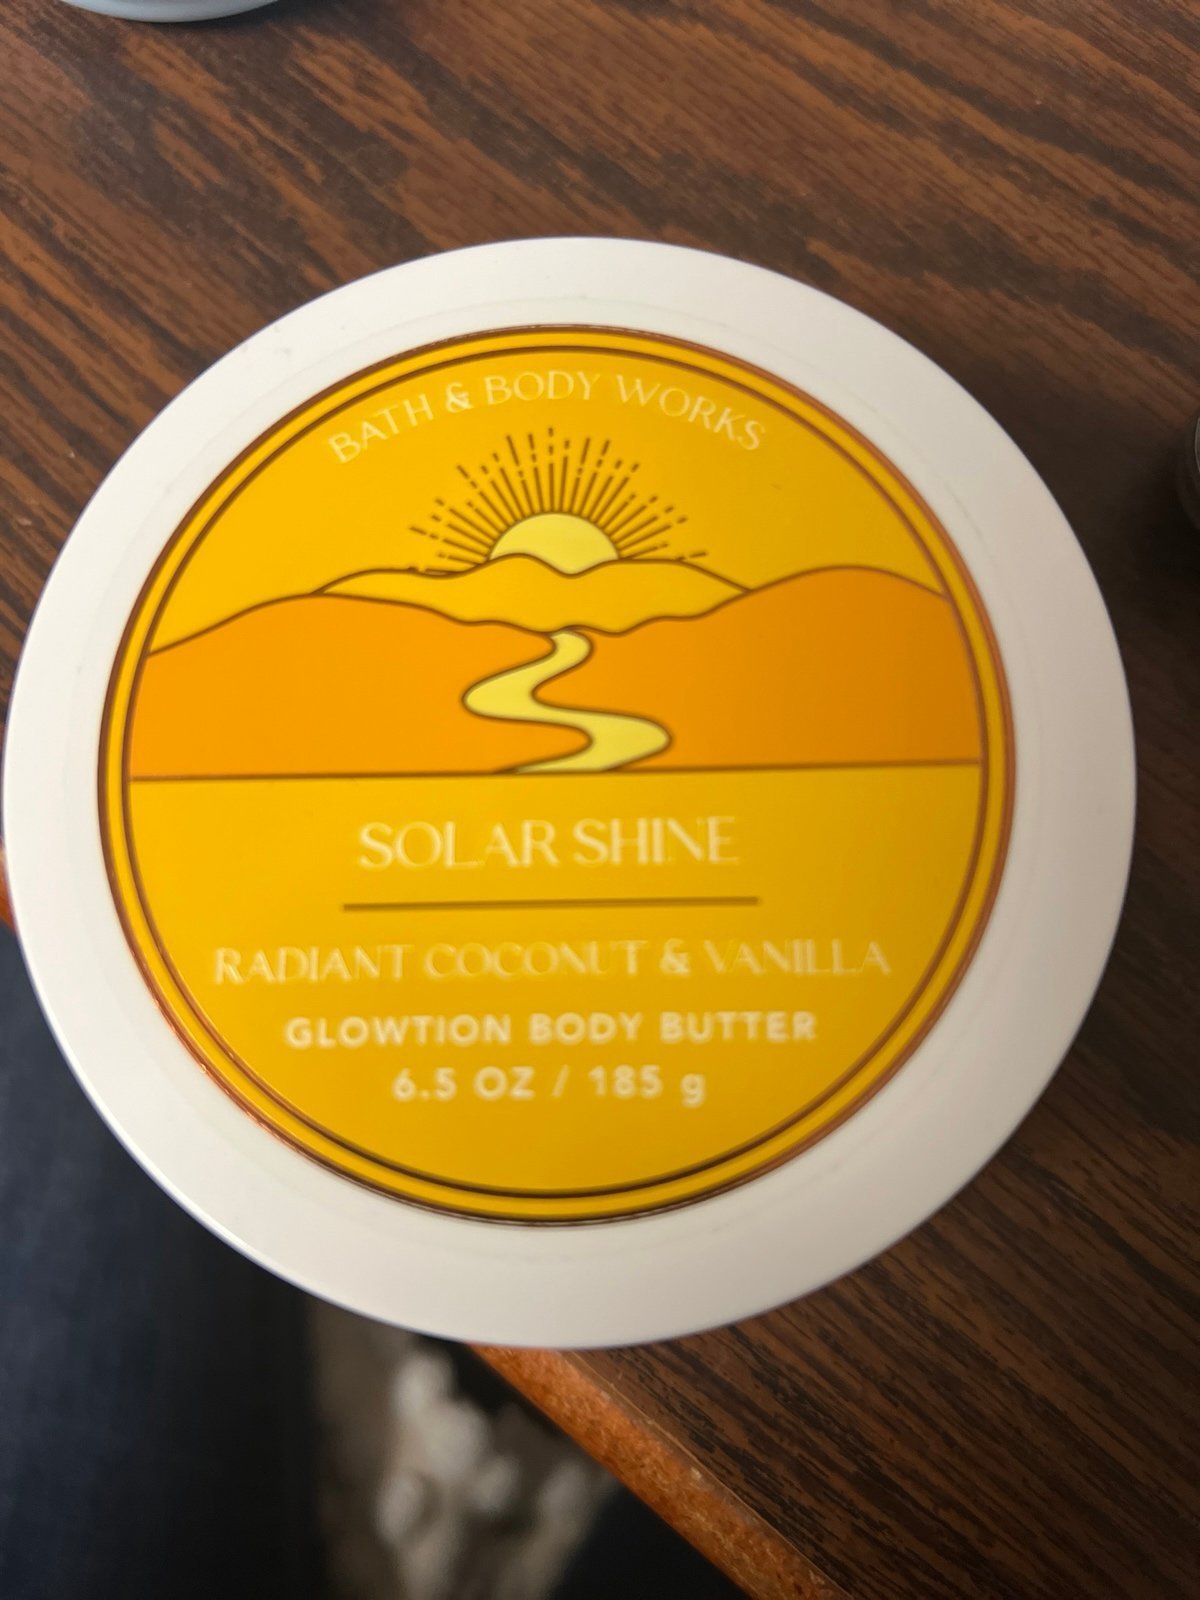 BATH & BODY WORKS
SOLAR SHINE
RADIANT COCONUT & VANILLA
GLOWTION BODY BUTTER
6.5 OZ / 185 g